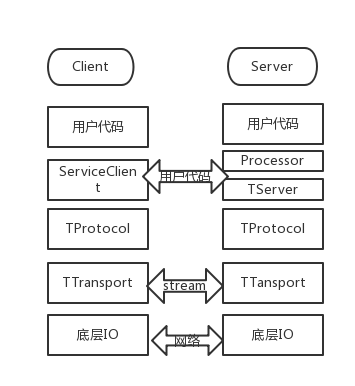 Client
Server
用户代码
用户代码
ServiceClien
t
用户代码
Processor
TServer
TProtocol
TProtocol
TTransport
stream
TTansport
底层IO
网络
底层IO